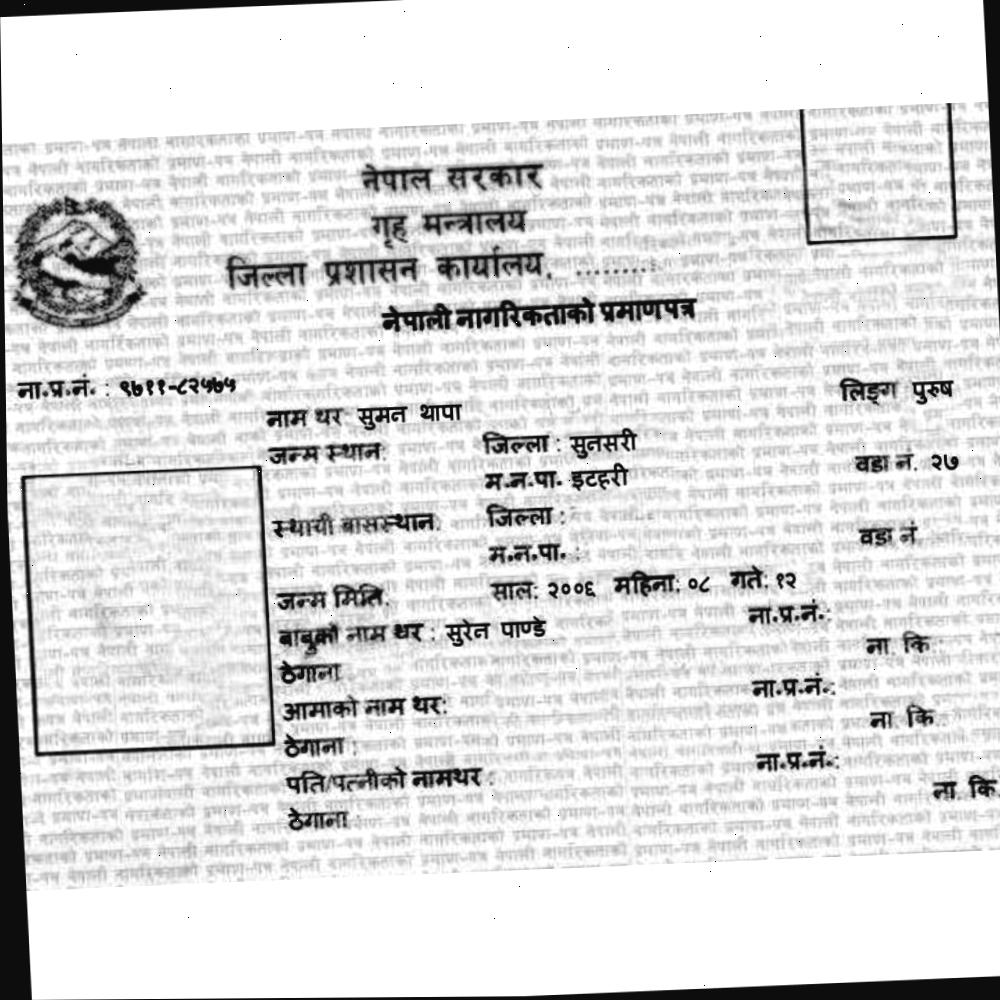 नेपाल सरकार
गृह मन्त्रालय
जिल्ला प्रशासन कार्यालय, .........
नेपाली नागरिकताको प्रमाणपत्र
ना.प्र.नं. : ९७११-८२५७५
लिङ्ग पुरुष
नाम थर सुमन थापा
जन्म स्थान: जिल्ला : सुनसरी
म.न.पा. इटहरी वडा नं. २७
स्थायी बासस्थान: जिल्ला :
म.न.पा. : वडा नं
जन्म मिति: साल: २००६ महिना: ०८ गते: १२
बाबुको नाम थर : सुरेन पाण्डे ना.प्र.नं.:
ठेगाना ना. कि.:
आमाको नाम थर: ना.प्र.नं.:
ठेगाना : ना. कि.
पति/पत्नीको नामथर : ना.प्र.नं.:
ठेगाना : ना. कि